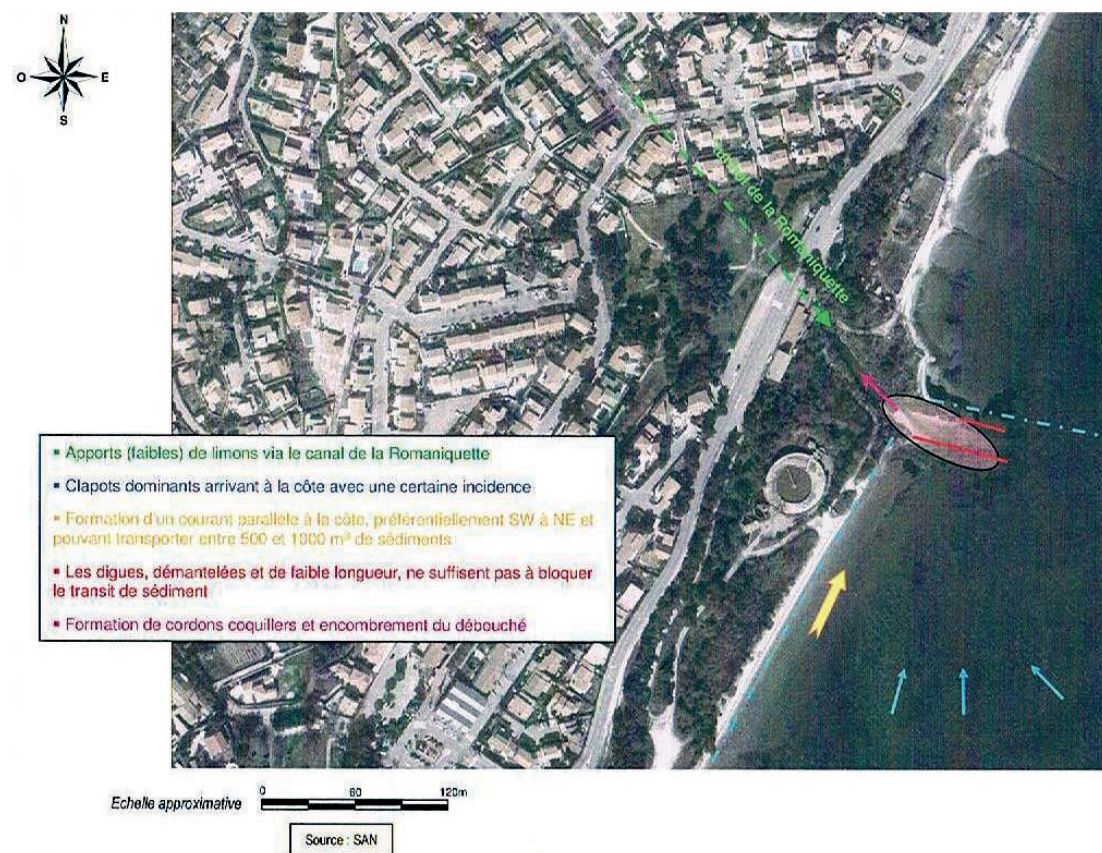 N
O E
S
Canal de la Romaniquette
▪ Apports (faibles) de limons via le canal de la Romaniquette
▪ Clapots dominants arrivant à la côte avec une certaine incidence
▪ Formation d'un courant parallèle à la côte, préférentiellement SW à NE et
pouvant transporter entre 500 et 1000 m³ de sédiments
▪ Les digues, démantelées et de faible longueur, ne suffisent pas à bloquer
le transit de sédiment
▪ Formation de cordons coquillers et encombrement du débouché
Echelle approximative 0 60 120m
Source : SAN